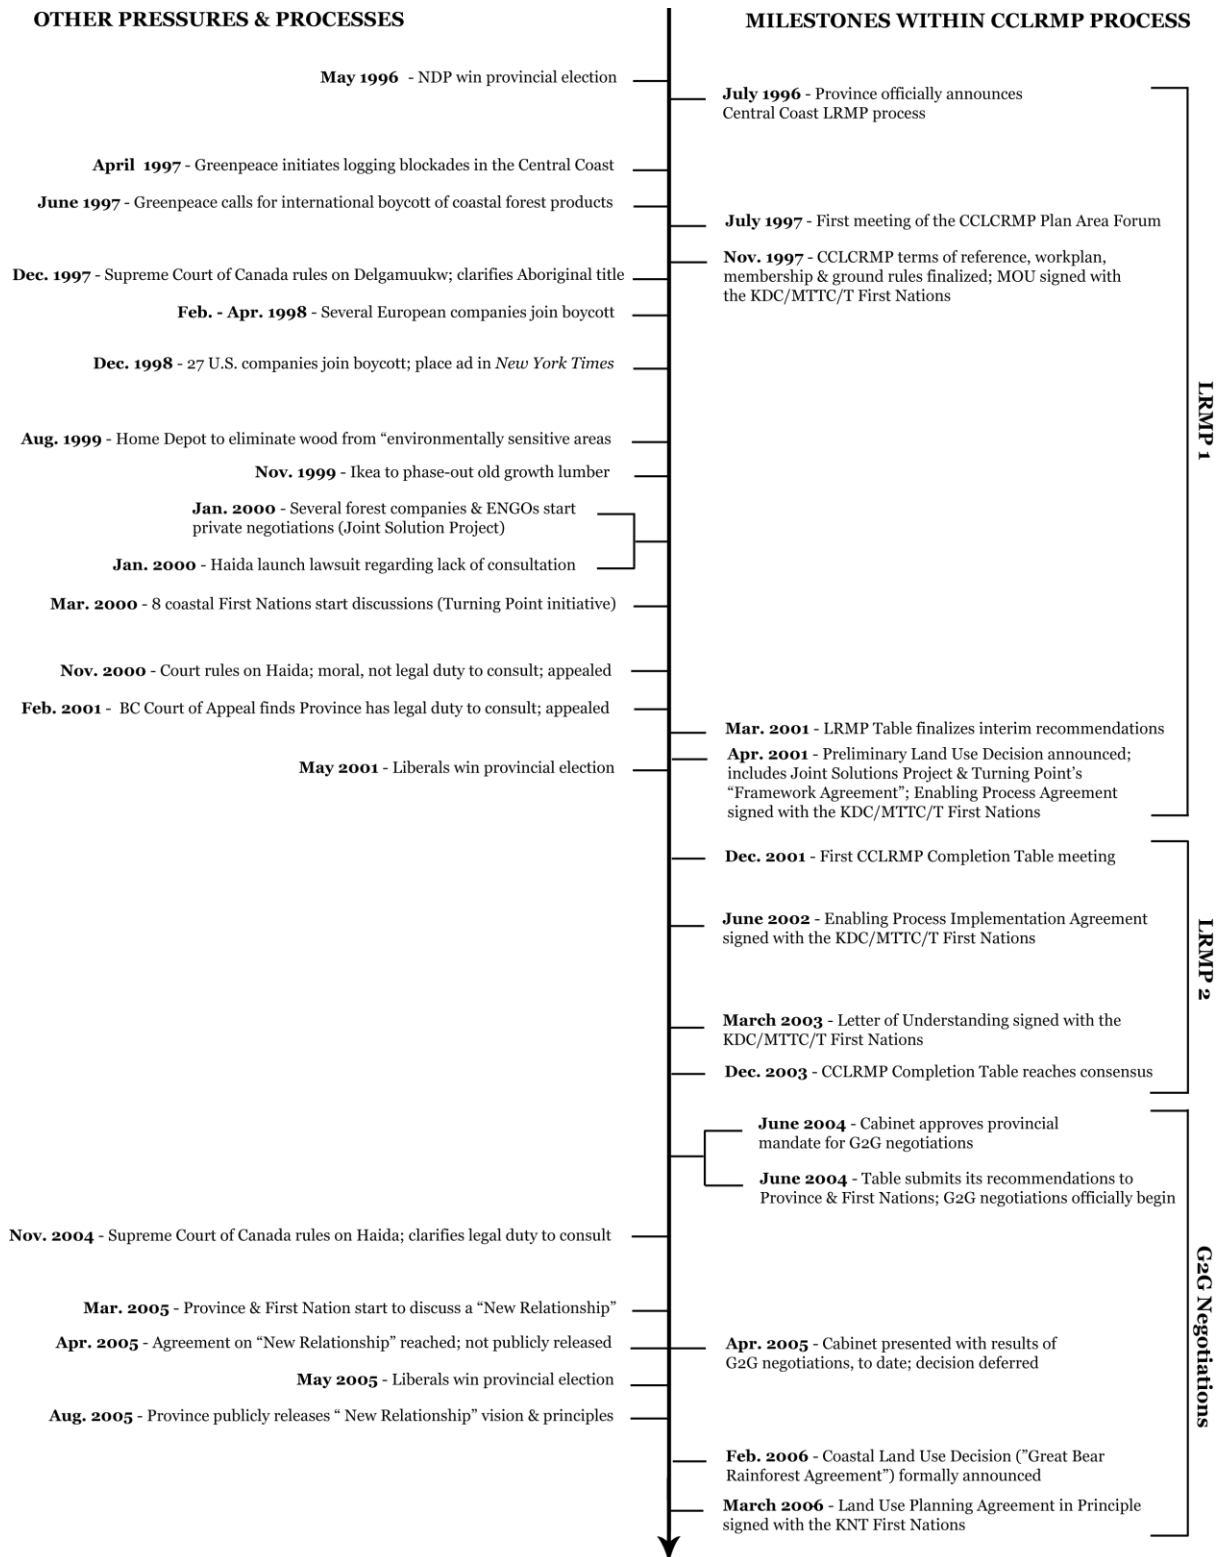 OTHER PRESSURES & PROCESSES
MILESTONES WITHIN CCLRMP PROCESS
May 1996 - NDP win provincial election
July 1996 - Province officially announces
Central Coast LRMP process
April 1997 - Greenpeace initiates logging blockades in the Central Coast
June 1997 - Greenpeace calls for international boycott of coastal forest products
July 1997 - First meeting of the CCLCRMP Plan Area Forum
Nov. 1997 - CCLCRMP terms of reference, workplan,
membership & ground rules finalized; MOU signed with
the KDC/MTTC/T First Nations
Dec. 1997 - Supreme Court of Canada rules on Delgamuukw; clarifies Aboriginal title
Feb. - Apr. 1998 - Several European companies join boycott
Dec. 1998 - 27 U.S. companies join boycott; place ad in New York Times
LRMP 1
Aug. 1999 - Home Depot to eliminate wood from “environmentally sensitive areas
Nov. 1999 - Ikea to phase-out old growth lumber
Jan. 2000 - Several forest companies & ENGOs start
private negotiations (Joint Solution Project)
Jan. 2000 - Haida launch lawsuit regarding lack of consultation
Mar. 2000 - 8 coastal First Nations start discussions (Turning Point initiative)
Nov. 2000 - Court rules on Haida; moral, not legal duty to consult; appealed
Feb. 2001 - BC Court of Appeal finds Province has legal duty to consult; appealed
Mar. 2001 - LRMP Table finalizes interim recommendations
Apr. 2001 - Preliminary Land Use Decision announced;
includes Joint Solutions Project & Turning Point’s
“Framework Agreement”; Enabling Process Agreement
signed with the KDC/MTTC/T First Nations
May 2001 - Liberals win provincial election
Dec. 2001 - First CCLRMP Completion Table meeting
June 2002 - Enabling Process Implementation Agreement
signed with the KDC/MTTC/T First Nations
LRMP 2
March 2003 - Letter of Understanding signed with the
KDC/MTTC/T First Nations
Dec. 2003 - CCLRMP Completion Table reaches consensus
June 2004 - Cabinet approves provincial
mandate for G2G negotiations
June 2004 - Table submits its recommendations to
Province & First Nations; G2G negotiations officially begin
Nov. 2004 - Supreme Court of Canada rules on Haida; clarifies legal duty to consult
G2G Negotiations
Mar. 2005 - Province & First Nation start to discuss a “New Relationship”
Apr. 2005 - Agreement on “New Relationship” reached; not publicly released
Apr. 2005 - Cabinet presented with results of
G2G negotiations, to date; decision deferred
May 2005 - Liberals win provincial election
Aug. 2005 - Province publicly releases “ New Relationship” vision & principles
Feb. 2006 - Coastal Land Use Decision (”Great Bear
Rainforest Agreement”) formally announced
March 2006 - Land Use Planning Agreement in Principle
signed with the KNT First Nations